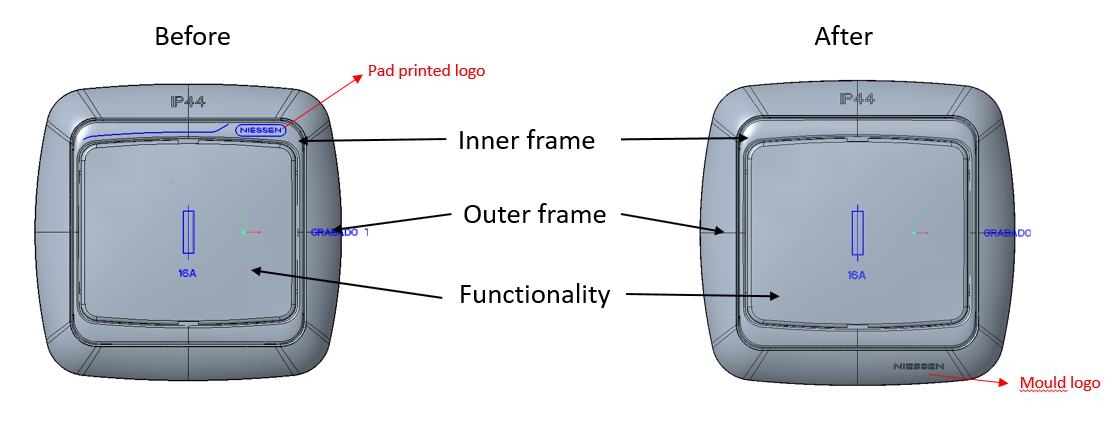 Before
After
Pad printed logo
IP44
IP44
NIESSEN
Inner frame
Outer frame
GRABADO 1
GRABADO
16A
16A
Functionality
NIESSEN
Mould logo